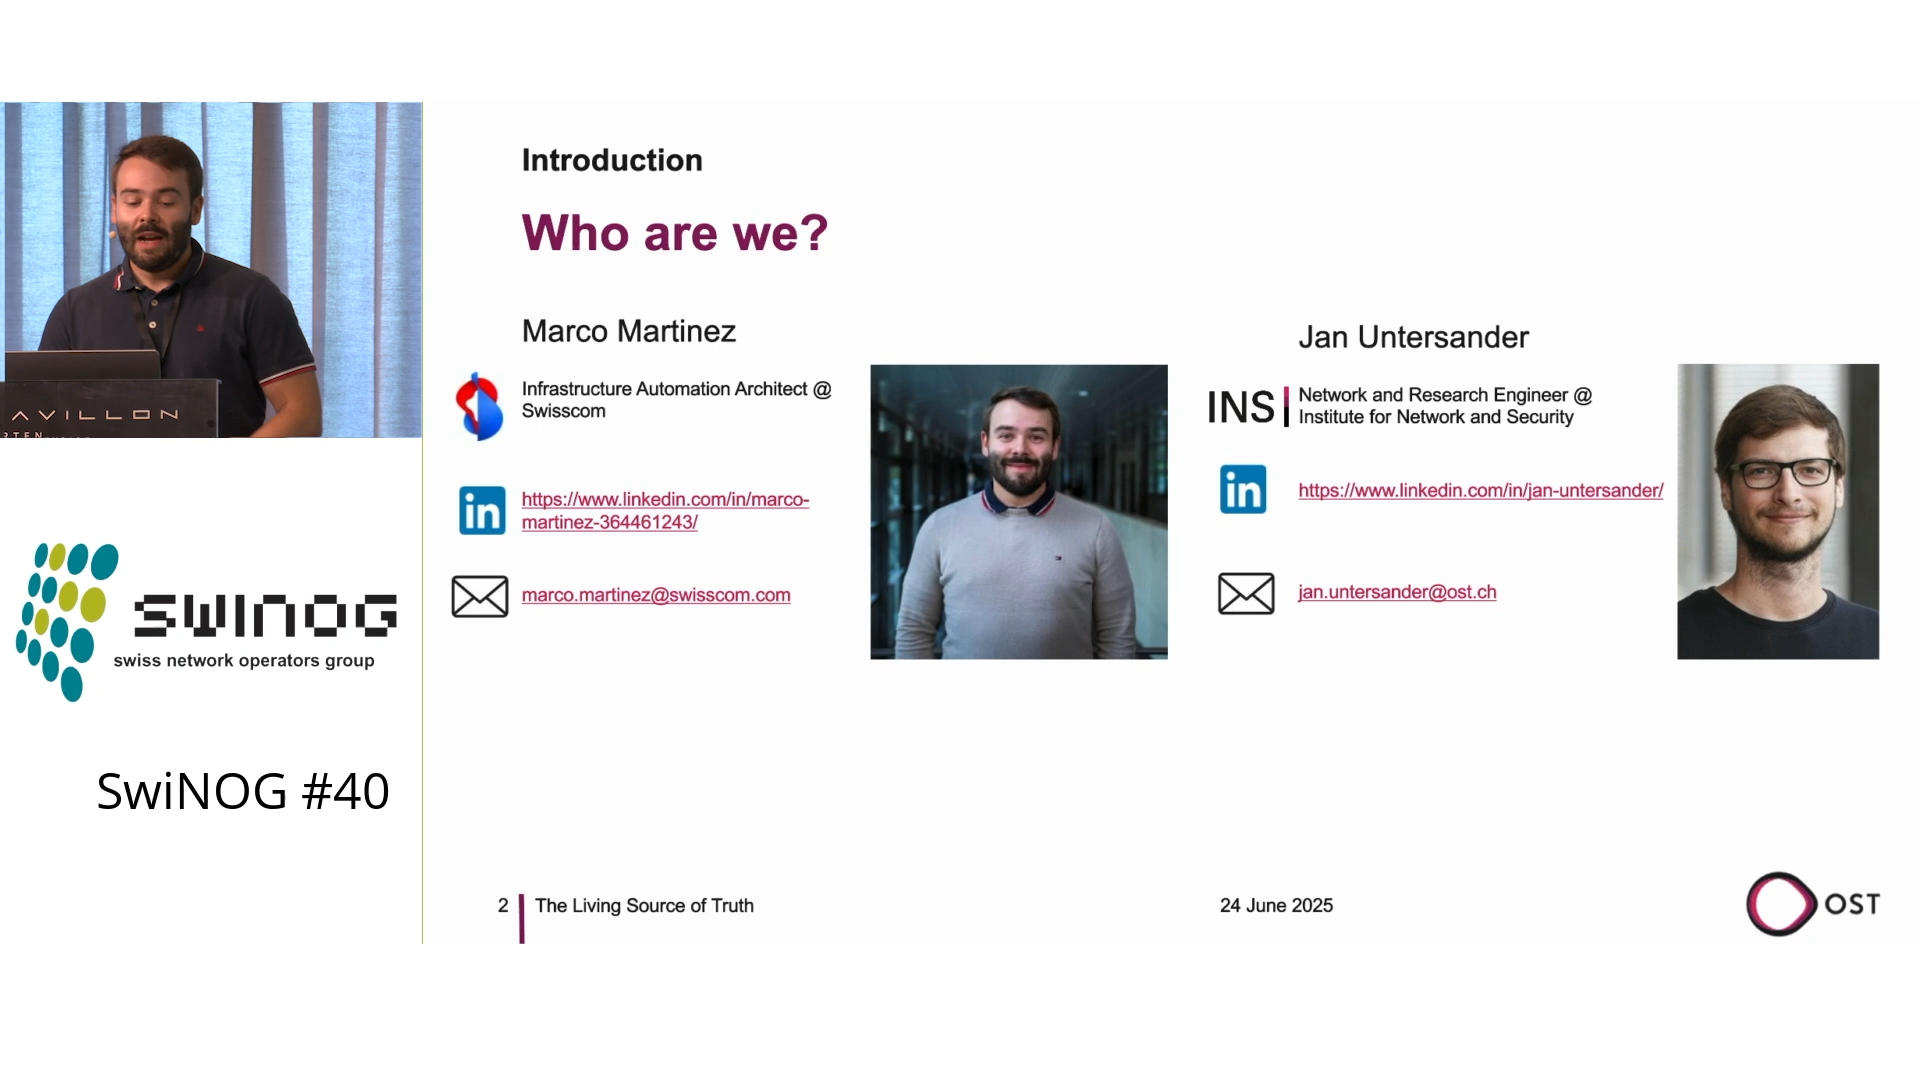 AVILLON
Introduction
Who are we?
Marco Martinez
Infrastructure Automation Architect @
Swisscom
in
https://www.linkedin.com/in/marco-
martinez-364461243/
marco.martinez@swisscom.com
Jan Untersander
INS
Network and Research Engineer @
Institute for Network and Security
in
https://www.linkedin.com/in/jan-untersander/
jan.untersander@ost.ch
swinog
swiss network operators group
SwiNOG #40
2
The Living Source of Truth
24 June 2025
OST